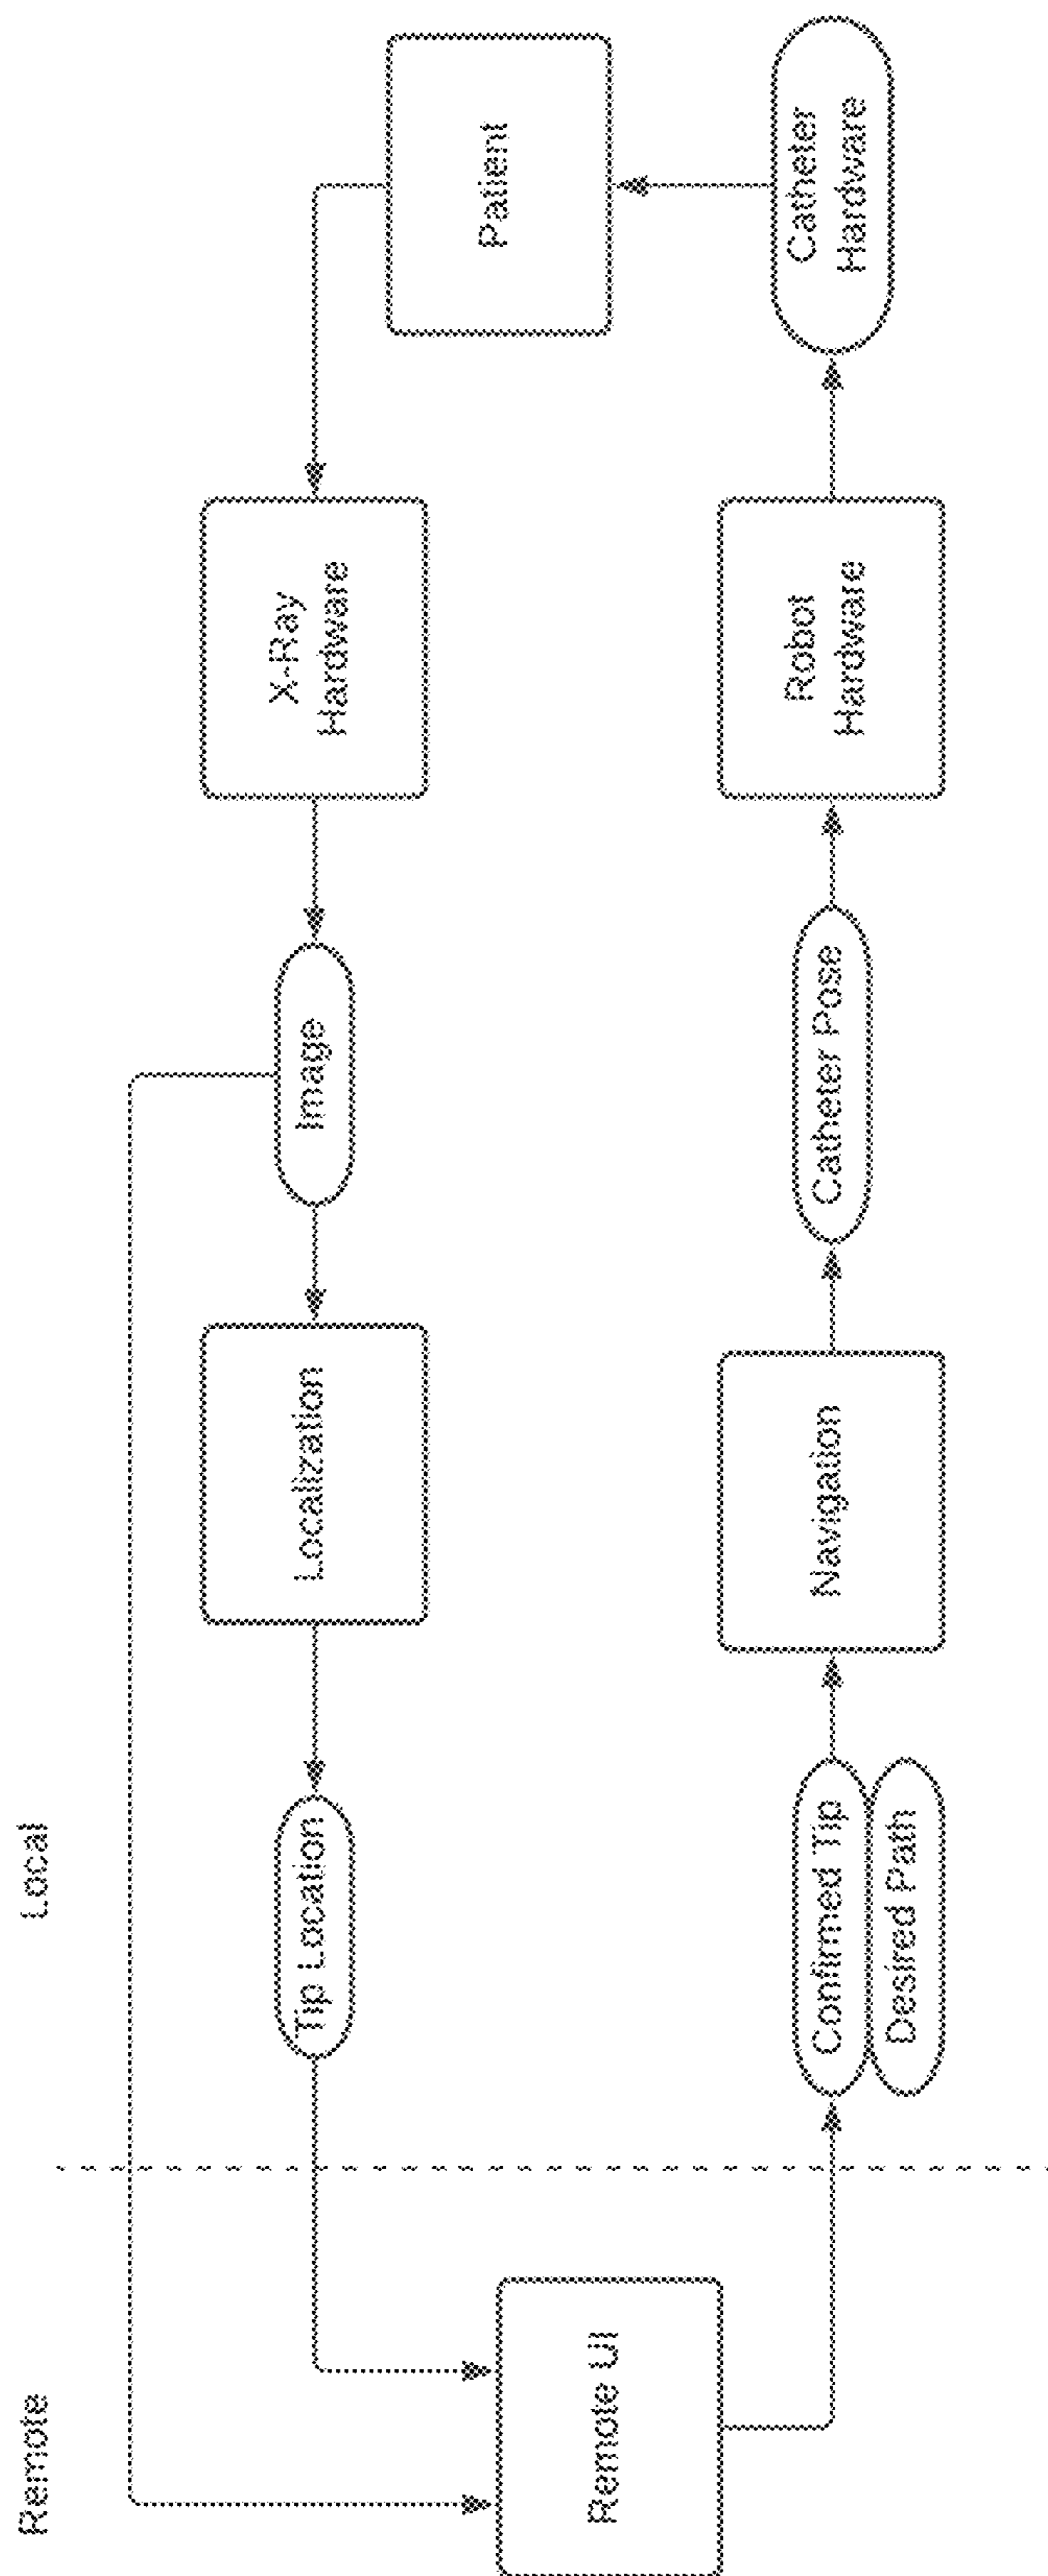 Remote
Local
Remote UI
Tip Location
Localization
Image
X-Ray
Hardware
Patient
Confirmed Tip
Desired Path
Navigation
Catheter Pose
Robot
Hardware
Catheter
Hardware